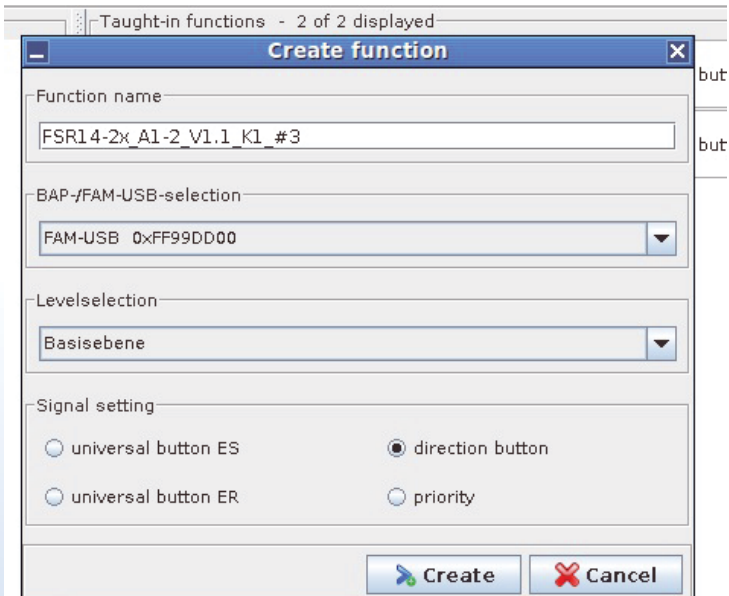 Taught-in functions - 2 of 2 displayed
Create function
but
Function name
FSR14-2x_A1-2_V1.1_K1_#3
but
BAP-/FAM-USB-selection
FAM-USB 0xFF99DD00
Levelselection
Basisebene
Signal setting
universal button ES
direction button
universal button ER
priority
Create
Cancel